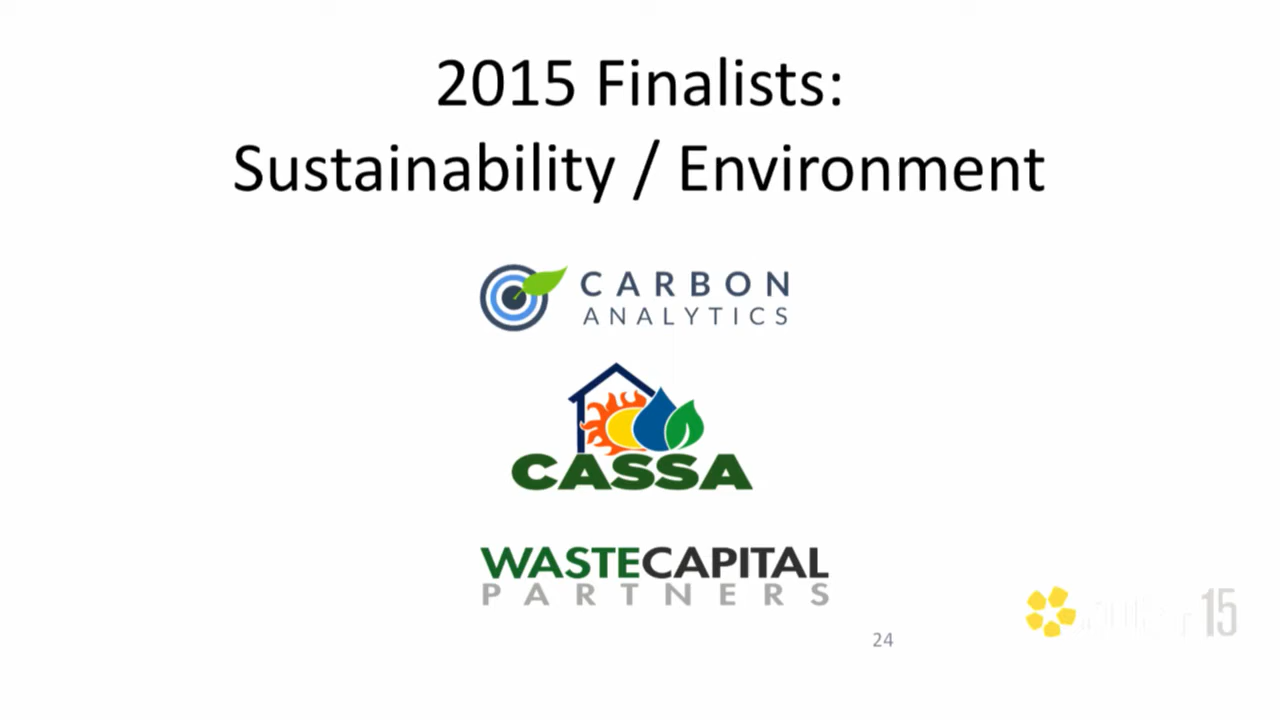 2015 Finalists:
Sustainability / Environment
CARBON
ANALYTICS
CASSA
WASTECAPITAL
PARTNERS
24
15